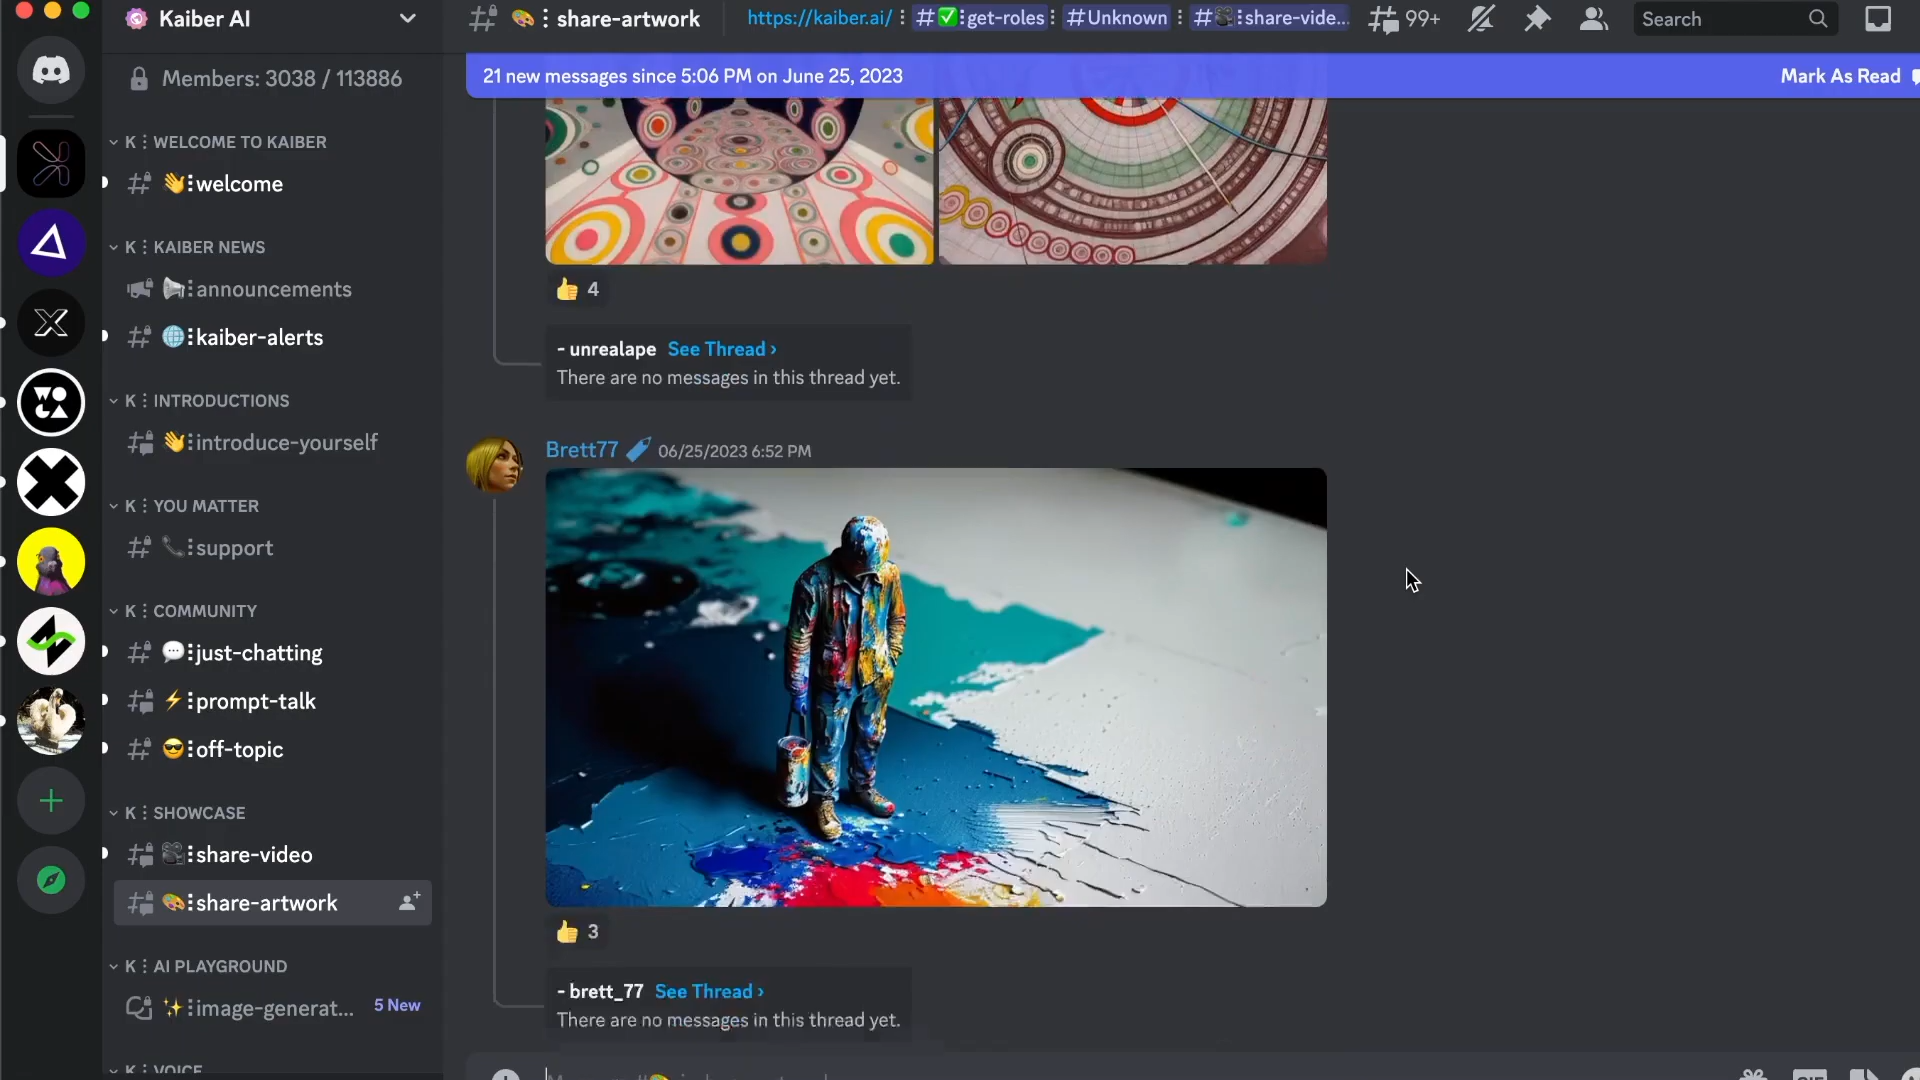 Kaiber AI
Members: 3038 / 113886
K⋮WELCOME TO KAIBER
👋⋮welcome
K⋮KAIBER NEWS
📢⋮announcements
🌐⋮kaiber-alerts
K⋮INTRODUCTIONS
👋⋮introduce-yourself
K⋮YOU MATTER
📞⋮support
K⋮COMMUNITY
💬⋮just-chatting
⚡⋮prompt-talk
😎⋮off-topic
K⋮SHOWCASE
🎥⋮share-video
🎨⋮share-artwork
K⋮AI PLAYGROUND
✨⋮image-generat... 5 New
K⋮VOICE
🎨⋮share-artwork https://kaiber.ai/ ⋮ #✅⋮get-roles⋮ #Unknown ⋮ #🎥⋮share-vide... 99+ Search
21 new messages since 5:06 PM on June 25, 2023 Mark As Read
👍 4
- unrealape See Thread ›
There are no messages in this thread yet.
Brett77 06/25/2023 6:52 PM
👍 3
- brett_77 See Thread ›
There are no messages in this thread yet.
WOLA
GIF